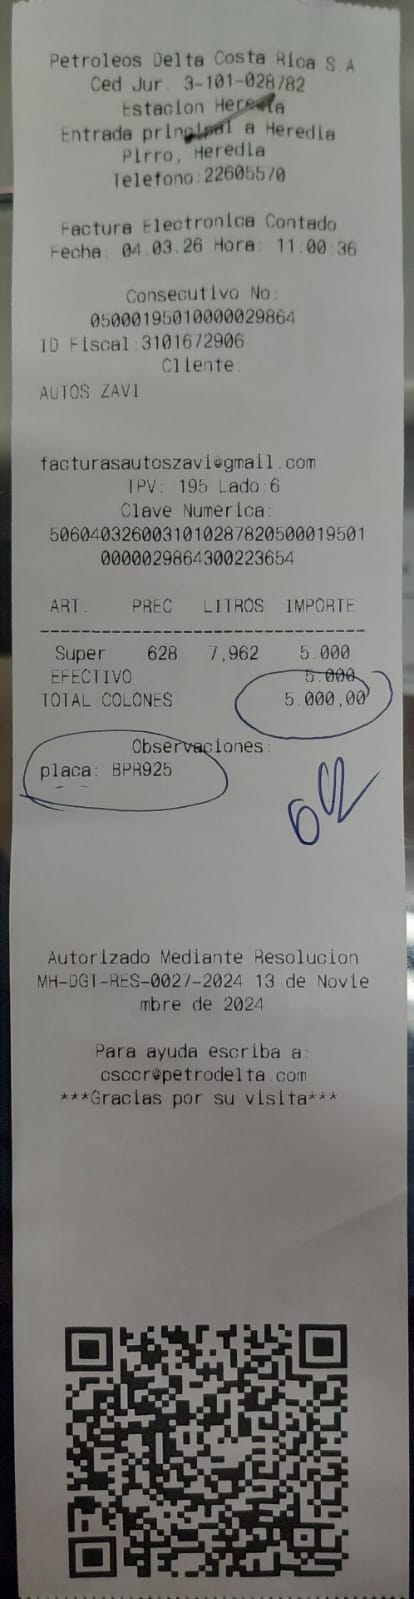 Petroleos Delta Costa Rica S.A
Ced Jur. 3-101-028782
Estacion Heredia
Entrada principal a Heredia
Pirro, Heredia
Telefono:22605570
Factura Electronica Contado
Fecha: 04.03.26 Hora: 11:00:36
Consecutivo No:
05000195010000029864
ID Fiscal:3101672906
Cliente:
AUTOS ZAVI
facturasautoszavi@gmail.com
TPV: 195 Lado:6
Clave Numerica:
506040326003101028782050001950 1
0000029864300223654
ART. PREC LITROS IMPORTE
--------------------------------
Super 628 7,962 5.000
EFECTIVO 5.000
TOTAL COLONES 5.000,00
Observaciones:
placa: BPR925
Autorizado Mediante Resolucion
MH-DGT-RES-0027-2024 13 de Novie
mbre de 2024
Para ayuda escriba a:
csccr@petrodelta.com
***Gracias por su visita***